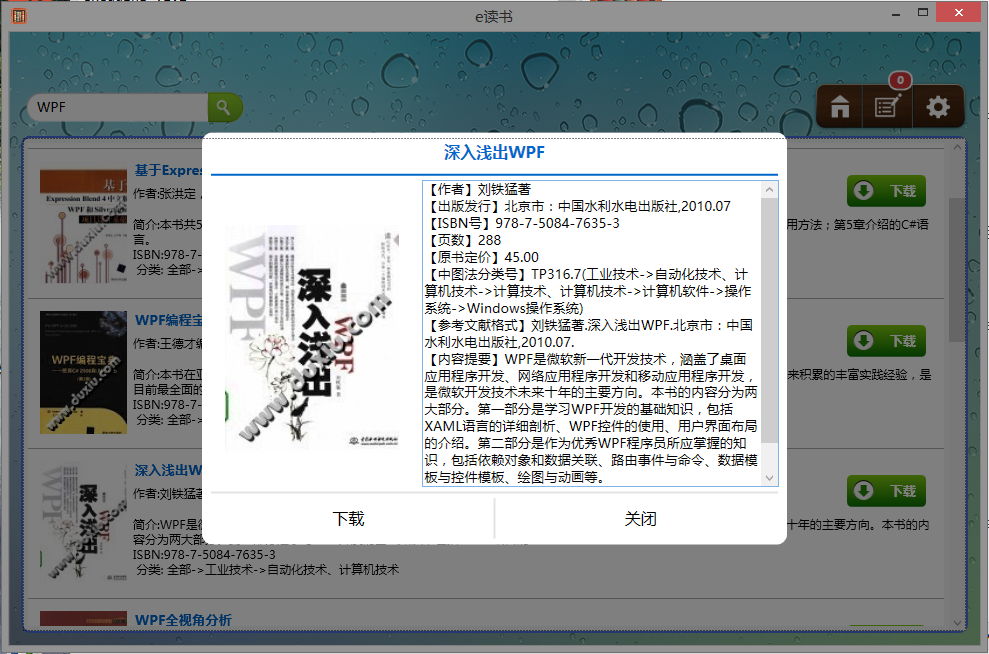 e读书
WPF
0
深入浅出WPF
基于Expres
作者:张洪定，
简介:本书共5
用方法；第5章介绍的C#语
言。
ISBN:978-7-
分类: 全部->
下载
WPF编程宝
作者:王德才编
简介:本书在亚
来积累的丰富实践经验，是
目前最全面的
ISBN:978-7-
分类: 全部->
下载
深入浅出W
作者:刘铁猛著
简介:WPF是微
十年的主要方向。本书的内
容分为两大部
ISBN:978-7-5084-7635-3
分类: 全部->工业技术->自动化技术、计算机技术
下载
WPF全视角分析
WPF
深入浅出
WPF
www.duxiu.com
【作者】刘铁猛著
【出版发行】北京市：中国水利水电出版社,2010.07
【ISBN号】978-7-5084-7635-3
【页数】288
【原书定价】45.00
【中图法分类号】TP316.7(工业技术->自动化技术、计
算机技术->计算技术、计算机技术->计算机软件->操作
系统->Windows操作系统)
【参考文献格式】刘铁猛著.深入浅出WPF.北京市：中国
水利水电出版社,2010.07.
【内容提要】WPF是微软新一代开发技术，涵盖了桌面
应用程序开发、网络应用程序开发和移动应用程序开发，
是微软开发技术未来十年的主要方向。本书的内容分为两
大部分。第一部分是学习WPF开发的基础知识，包括
XAML语言的详细剖析、WPF控件的使用、用户界面布局
的介绍。第二部分是作为优秀WPF程序员所应掌握的知
识，包括依赖对象和数据关联、路由事件与命令、数据模
板与控件模板、绘图与动画等。
下载
关闭